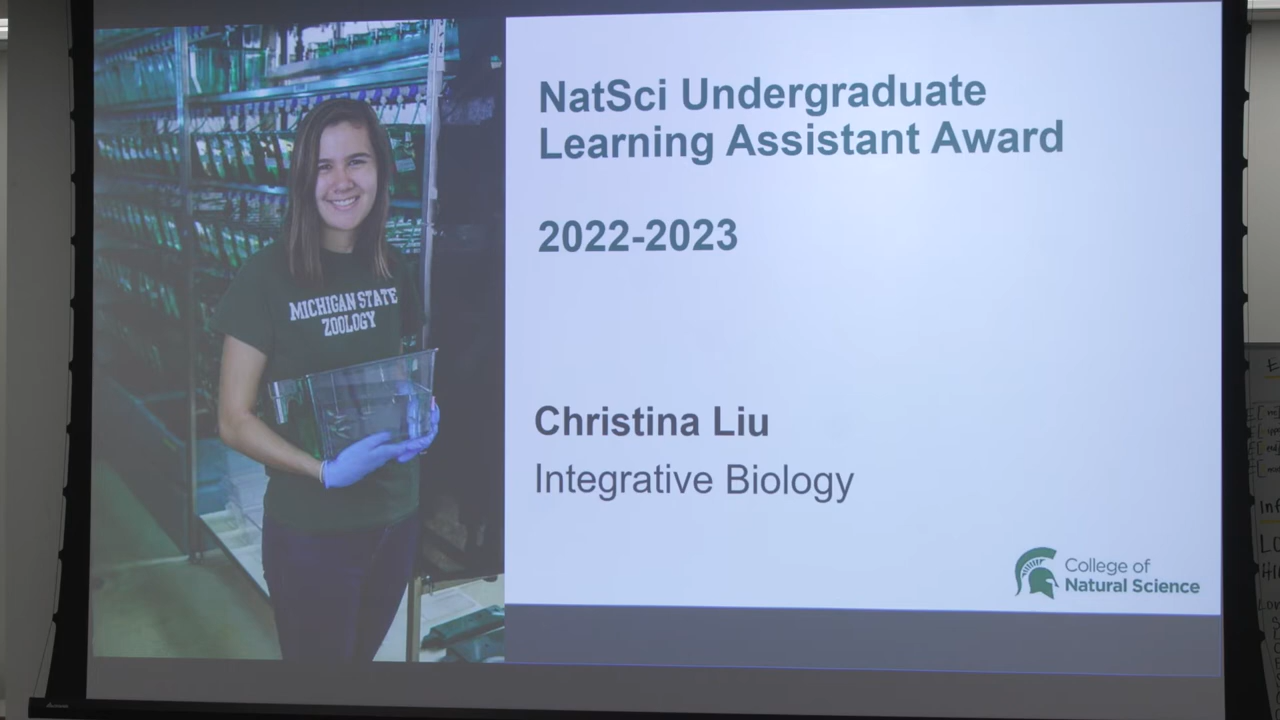 NatSci Undergraduate
Learning Assistant Award
2022-2023
Christina Liu
Integrative Biology
College of
Natural Science
MICHIGAN STATE
ZOOLOGY